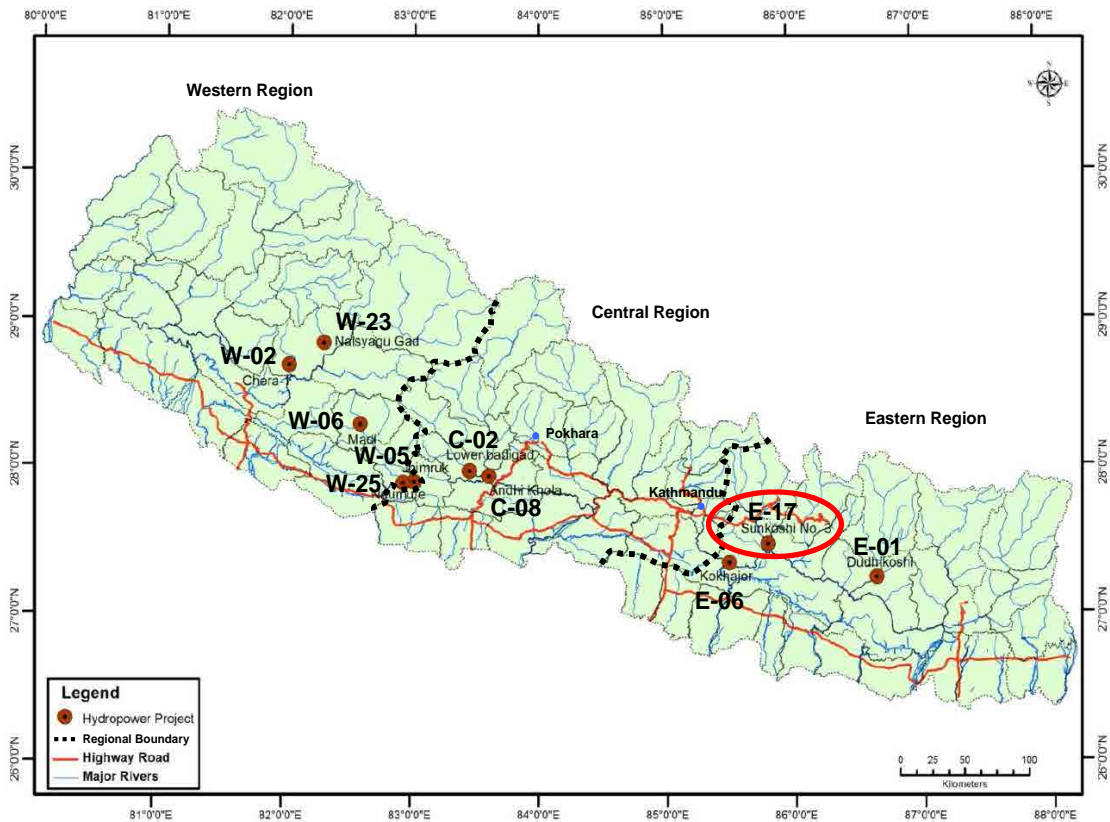 80°0'0"E 82°0'0"E 83°0'0"E 84°0'0"E 85°0'0"E 86°0'0"E 87°0'0"E 88°0'0"E
N
W E
S
Western Region
30°0'0"N 30°0'0"N
29°0'0"N 29°0'0"N
Central Region
W-23
Nalsyagu Gad
W-02
Chera-1
Eastern Region
W-06
Madi
Pokhara
C-02
Lower badigad
28°0'0"N 28°0'0"N
W-05
Jhimruk
W-25
Naumure
Andhi Khola
C-08
Kathmandu
E-17
Sunkoshi No. 3
E-01
Dudhkoshi
Kokhajor
E-06
27°0'0"N 27°0'0"N
Legend
Hydropower Project
Regional Boundary
Highway Road
Major Rivers
26°0'0"N 26°0'0"N
0 25 50 100
Kilometers
81°0'0"E 82°0'0"E 83°0'0"E 84°0'0"E 85°0'0"E 86°0'0"E 87°0'0"E 88°0'0"E